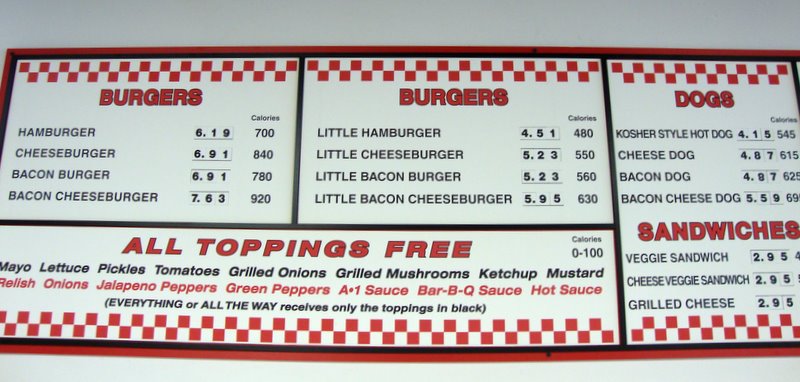 BURGERS
Calories
HAMBURGER 6.19 700
CHEESEBURGER 6.91 840
BACON BURGER 6.91 780
BACON CHEESEBURGER 7.63 920
BURGERS
Calories
LITTLE HAMBURGER 4.51 480
LITTLE CHEESEBURGER 5.23 550
LITTLE BACON BURGER 5.23 560
LITTLE BACON CHEESEBURGER 5.95 630
DOGS
Calories
KOSHER STYLE HOT DOG 4.15 545
CHEESE DOG 4.87 615
BACON DOG 4.87 625
BACON CHEESE DOG 5.59 695
SANDWICHES
VEGGIE SANDWICH 2.95 4
CHEESE VEGGIE SANDWICH 2.95
GRILLED CHEESE 2.95
ALL TOPPINGS FREE
Calories
0-100
Mayo Lettuce Pickles Tomatoes Grilled Onions Grilled Mushrooms Ketchup Mustard
Relish Onions Jalapeno Peppers Green Peppers A•1 Sauce Bar-B-Q Sauce Hot Sauce
(EVERYTHING or ALL THE WAY receives only the toppings in black)